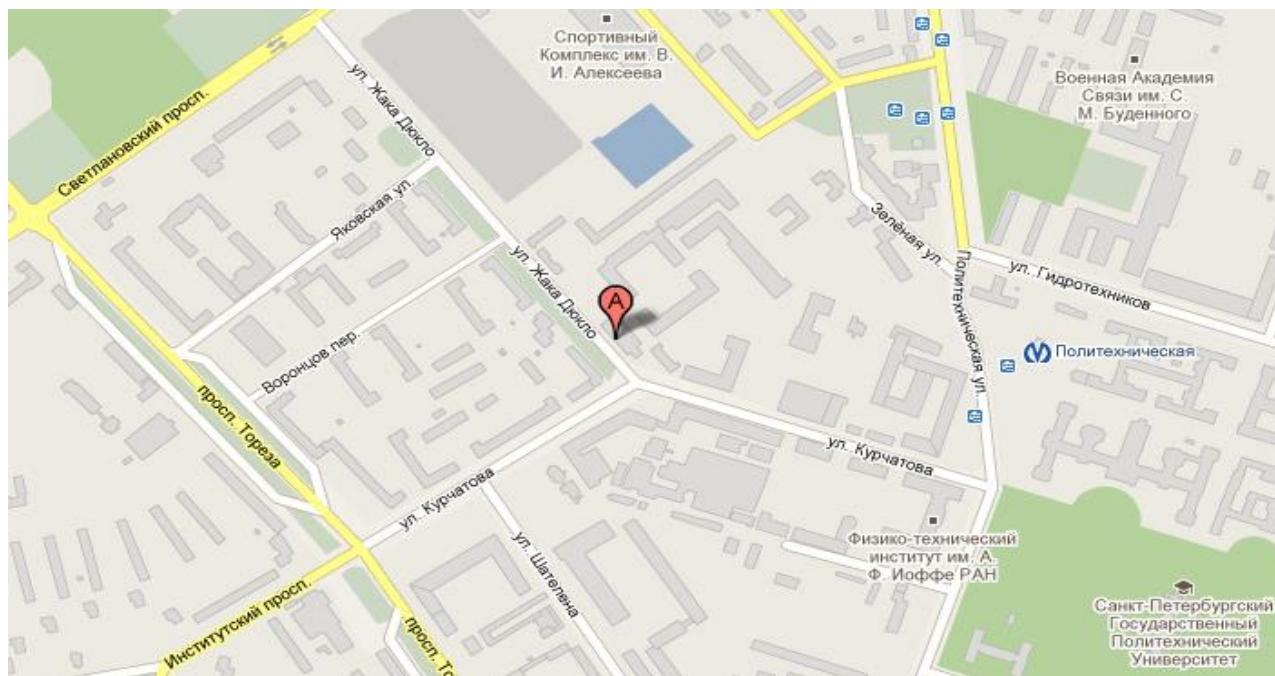 Спортивный
Комплекс им. В.
И. Алексеева
Военная Академия
Связи им. С.
М. Буденного
ул. Жака Дюкло
Светлановский просп.
Яковская ул.
Зелёная ул.
ул. Жака Дюкло
Политехническая ул.
ул. Гидротехников
A
Воронцов пер.
Политехническая
просп. Тореза
ул. Курчатова
ул. Курчатова
ул. Шателена
Физико-технический
институт им. А.
Ф. Иоффе РАН
Институтский просп.
просп. То
Санкт-Петербургский
Государственный
Политехнический
Университет